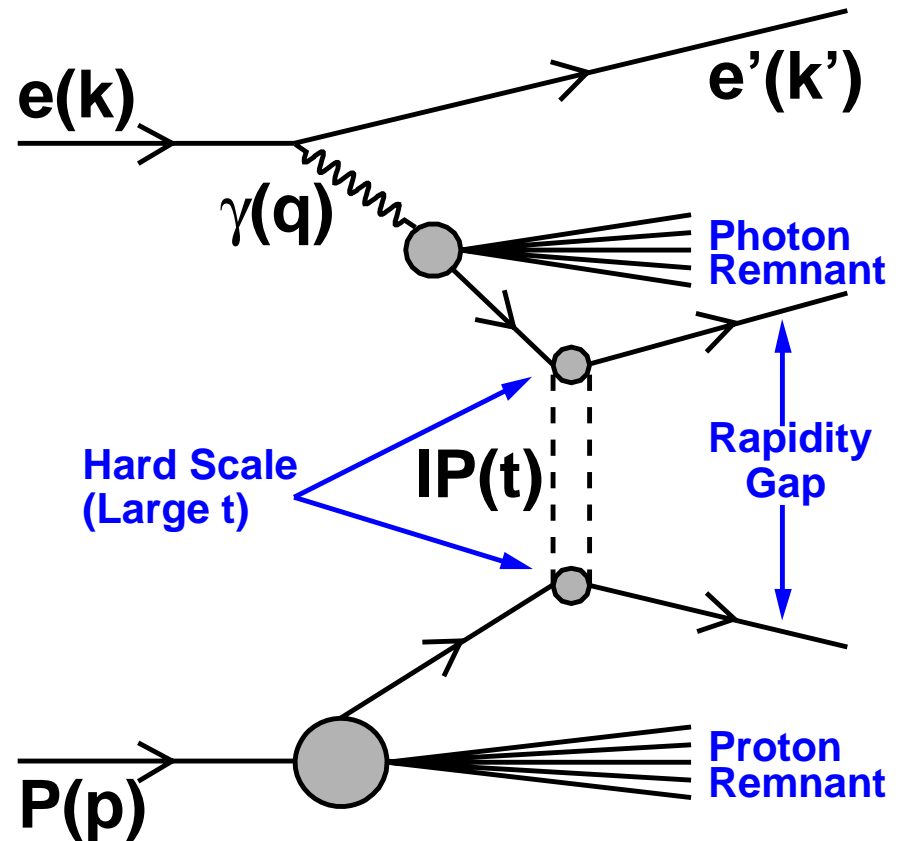 e(k)
e’(k’)
γ(q)
Photon
Remnant
Hard Scale
(Large t)
IP(t)
Rapidity
Gap
P(p)
Proton
Remnant